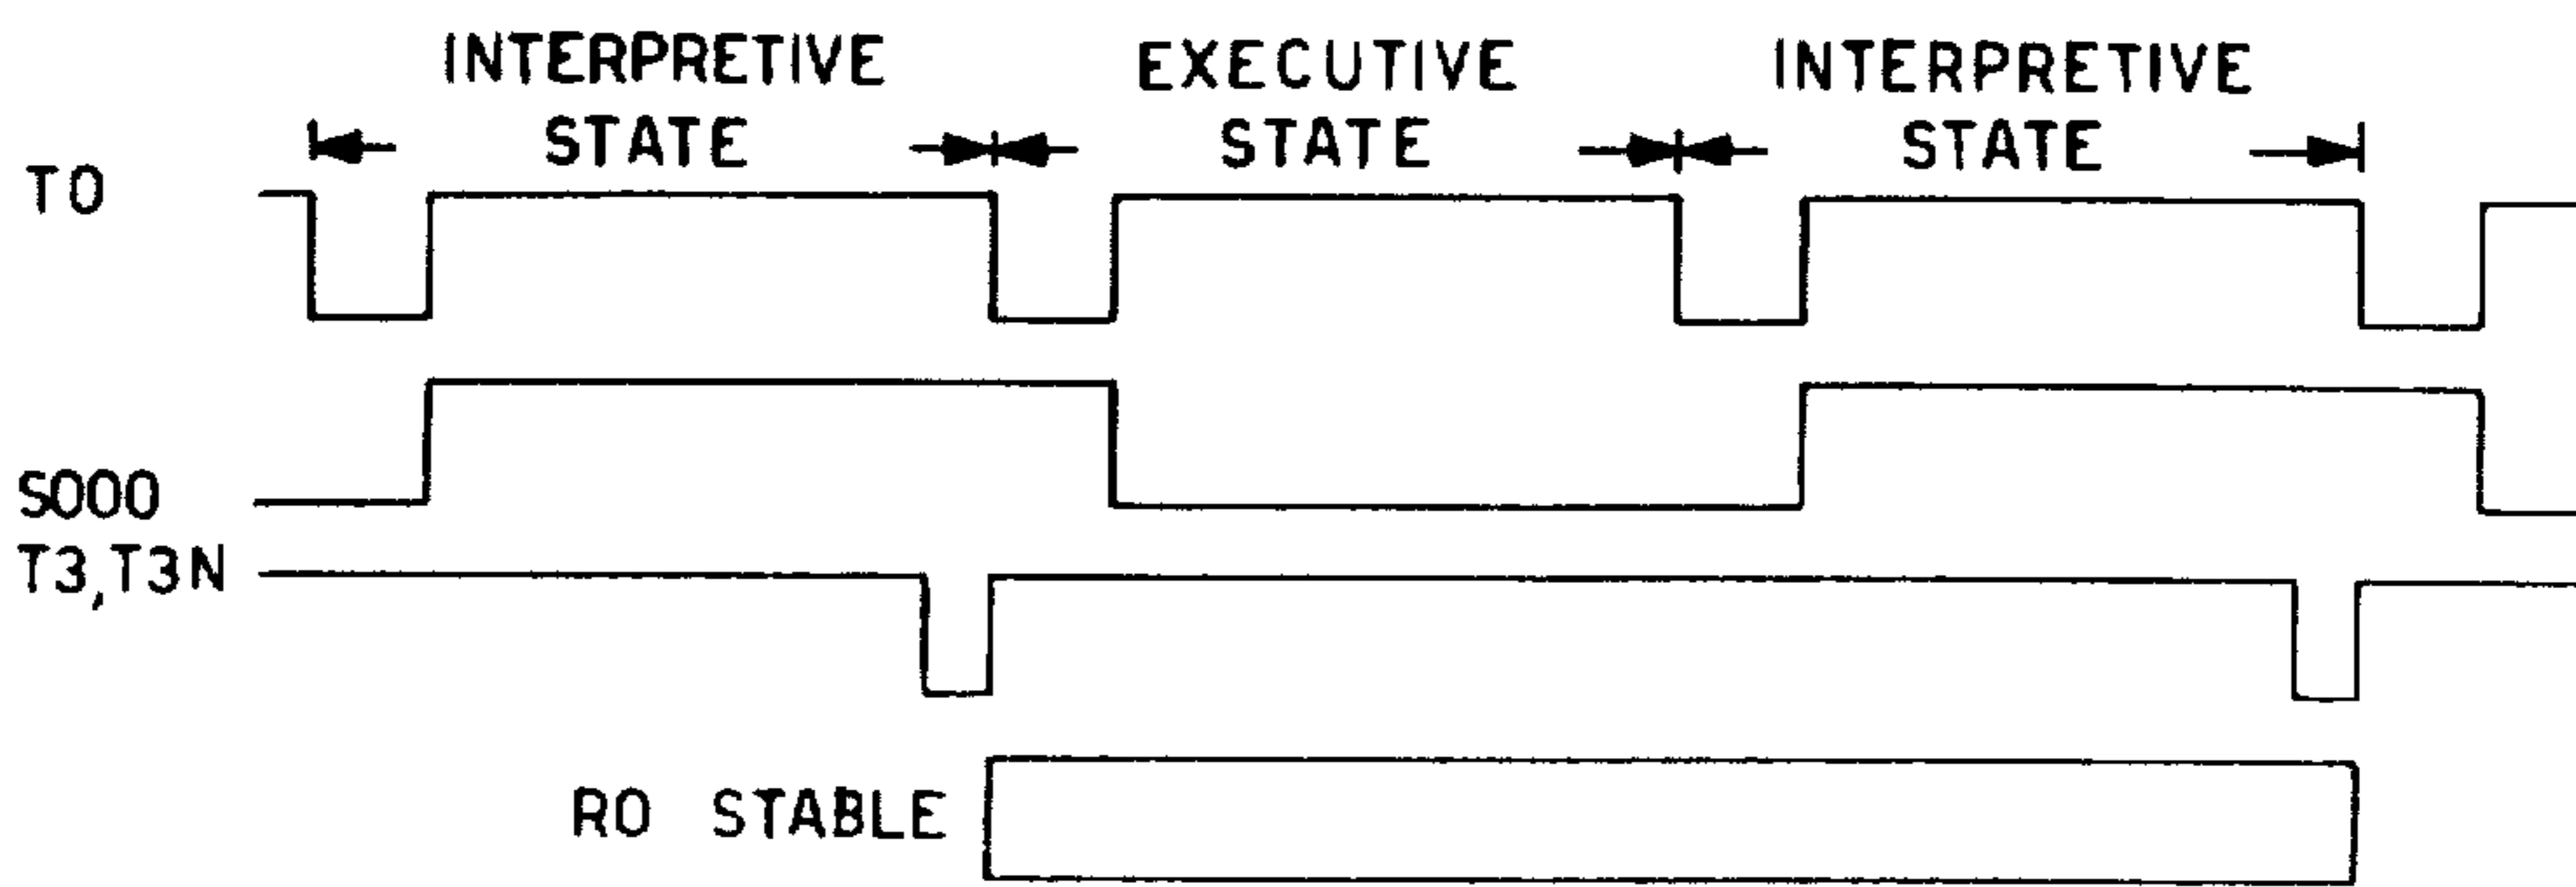 INTERPRETIVE STATE
EXECUTIVE STATE
INTERPRETIVE STATE
T0
S000
T3,T3N
R0 STABLE